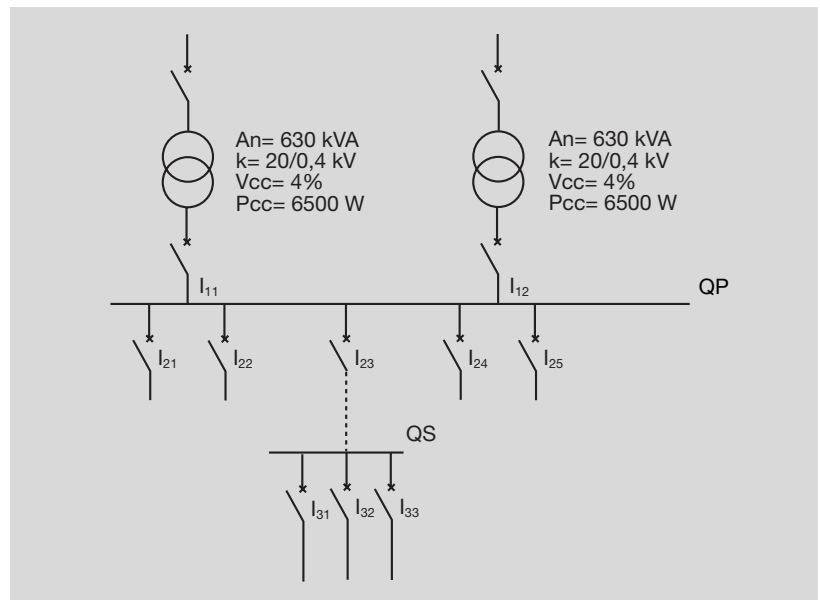 An= 630 kVA
k= 20/0,4 kV
Vcc= 4%
Pcc= 6500 W
An= 630 kVA
k= 20/0,4 kV
Vcc= 4%
Pcc= 6500 W
I₁₁
I₁₂
QP
I₂₁
I₂₂
I₂₃
I₂₄
I₂₅
QS
I₃₁
I₃₂
I₃₃